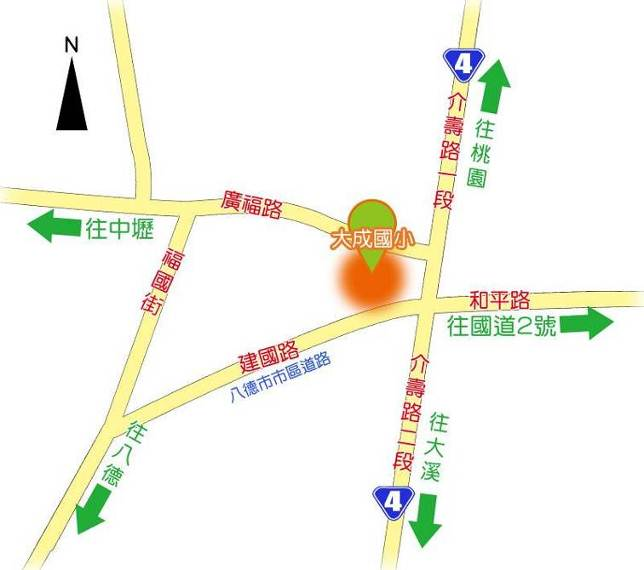 N
4
介壽路一段
往桃園
廣福路
大成國小
往中壢
福國街
和平路
往國道2號
建國路
八德市市區道路
介壽路二段
往大溪
往八德
4